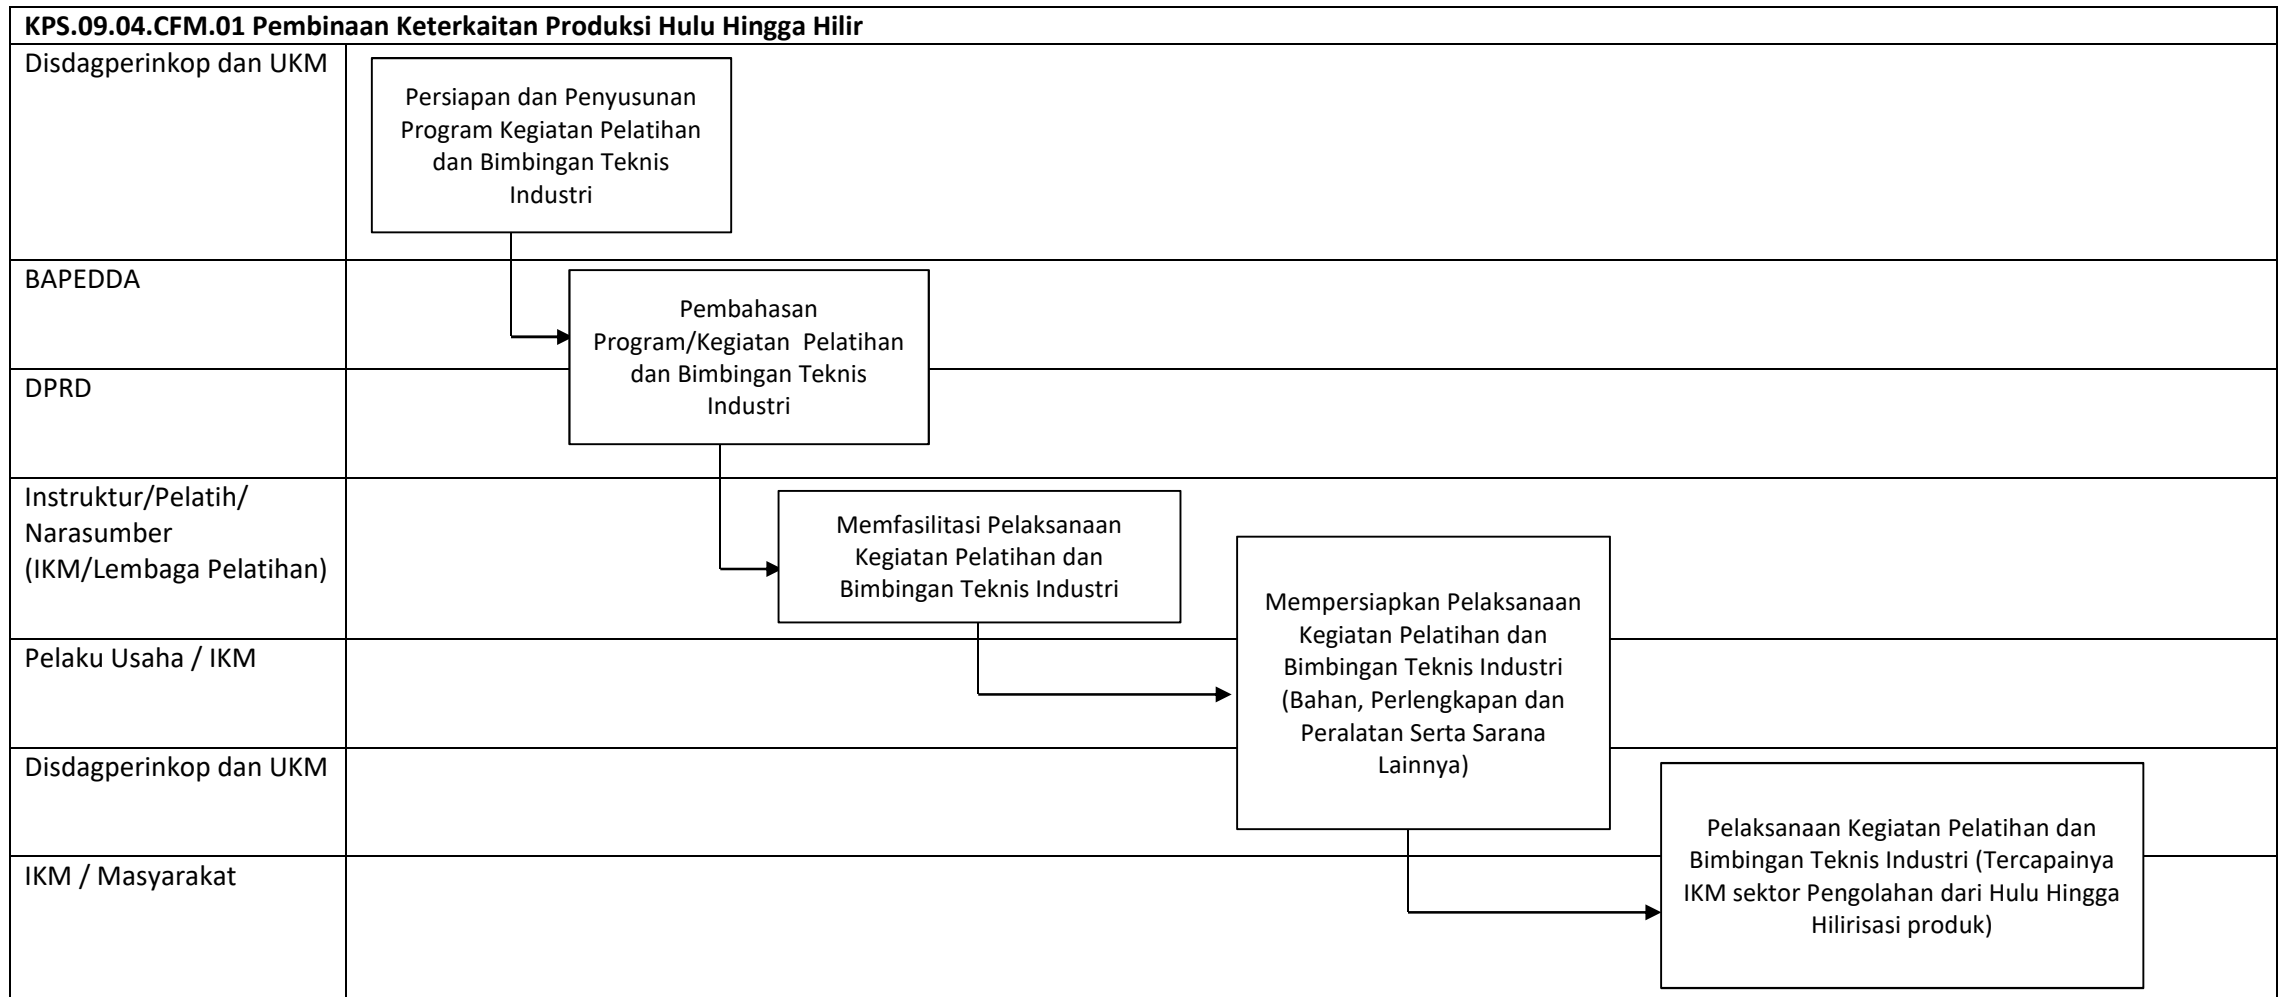 KPS.09.04.CFM.01 Pembinaan Keterkaitan Produksi Hulu Hingga Hilir
Disdagperinkop dan UKM
Persiapan dan Penyusunan
Program Kegiatan Pelatihan
dan Bimbingan Teknis
Industri
BAPEDDA
Pembahasan
Program/Kegiatan Pelatihan
dan Bimbingan Teknis
Industri
DPRD
Instruktur/Pelatih/
Narasumber
(IKM/Lembaga Pelatihan)
Memfasilitasi Pelaksanaan
Kegiatan Pelatihan dan
Bimbingan Teknis Industri
Mempersiapkan Pelaksanaan
Kegiatan Pelatihan dan
Bimbingan Teknis Industri
(Bahan, Perlengkapan dan
Peralatan Serta Sarana
Lainnya)
Pelaku Usaha / IKM
Disdagperinkop dan UKM
Pelaksanaan Kegiatan Pelatihan dan
Bimbingan Teknis Industri (Tercapainya
IKM sektor Pengolahan dari Hulu Hingga
Hilirisasi produk)
IKM / Masyarakat